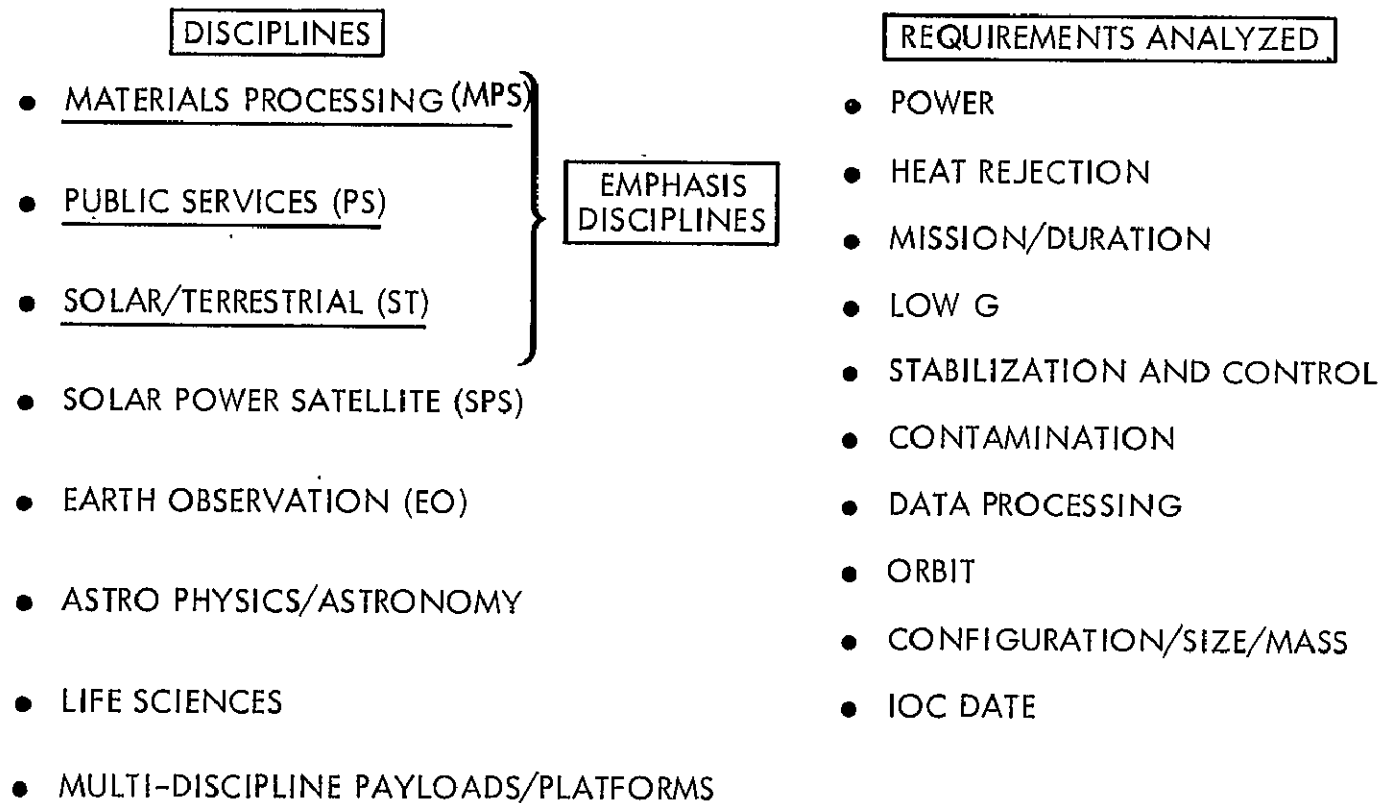 DISCIPLINES
● MATERIALS PROCESSING (MPS)
● PUBLIC SERVICES (PS)
● SOLAR/TERRESTRIAL (ST)
EMPHASIS
DISCIPLINES
● SOLAR POWER SATELLITE (SPS)
● EARTH OBSERVATION (EO)
● ASTRO PHYSICS/ASTRONOMY
● LIFE SCIENCES
● MULTI-DISCIPLINE PAYLOADS/PLATFORMS
REQUIREMENTS ANALYZED
● POWER
● HEAT REJECTION
● MISSION/DURATION
● LOW G
● STABILIZATION AND CONTROL
● CONTAMINATION
● DATA PROCESSING
● ORBIT
● CONFIGURATION/SIZE/MASS
● IOC DATE